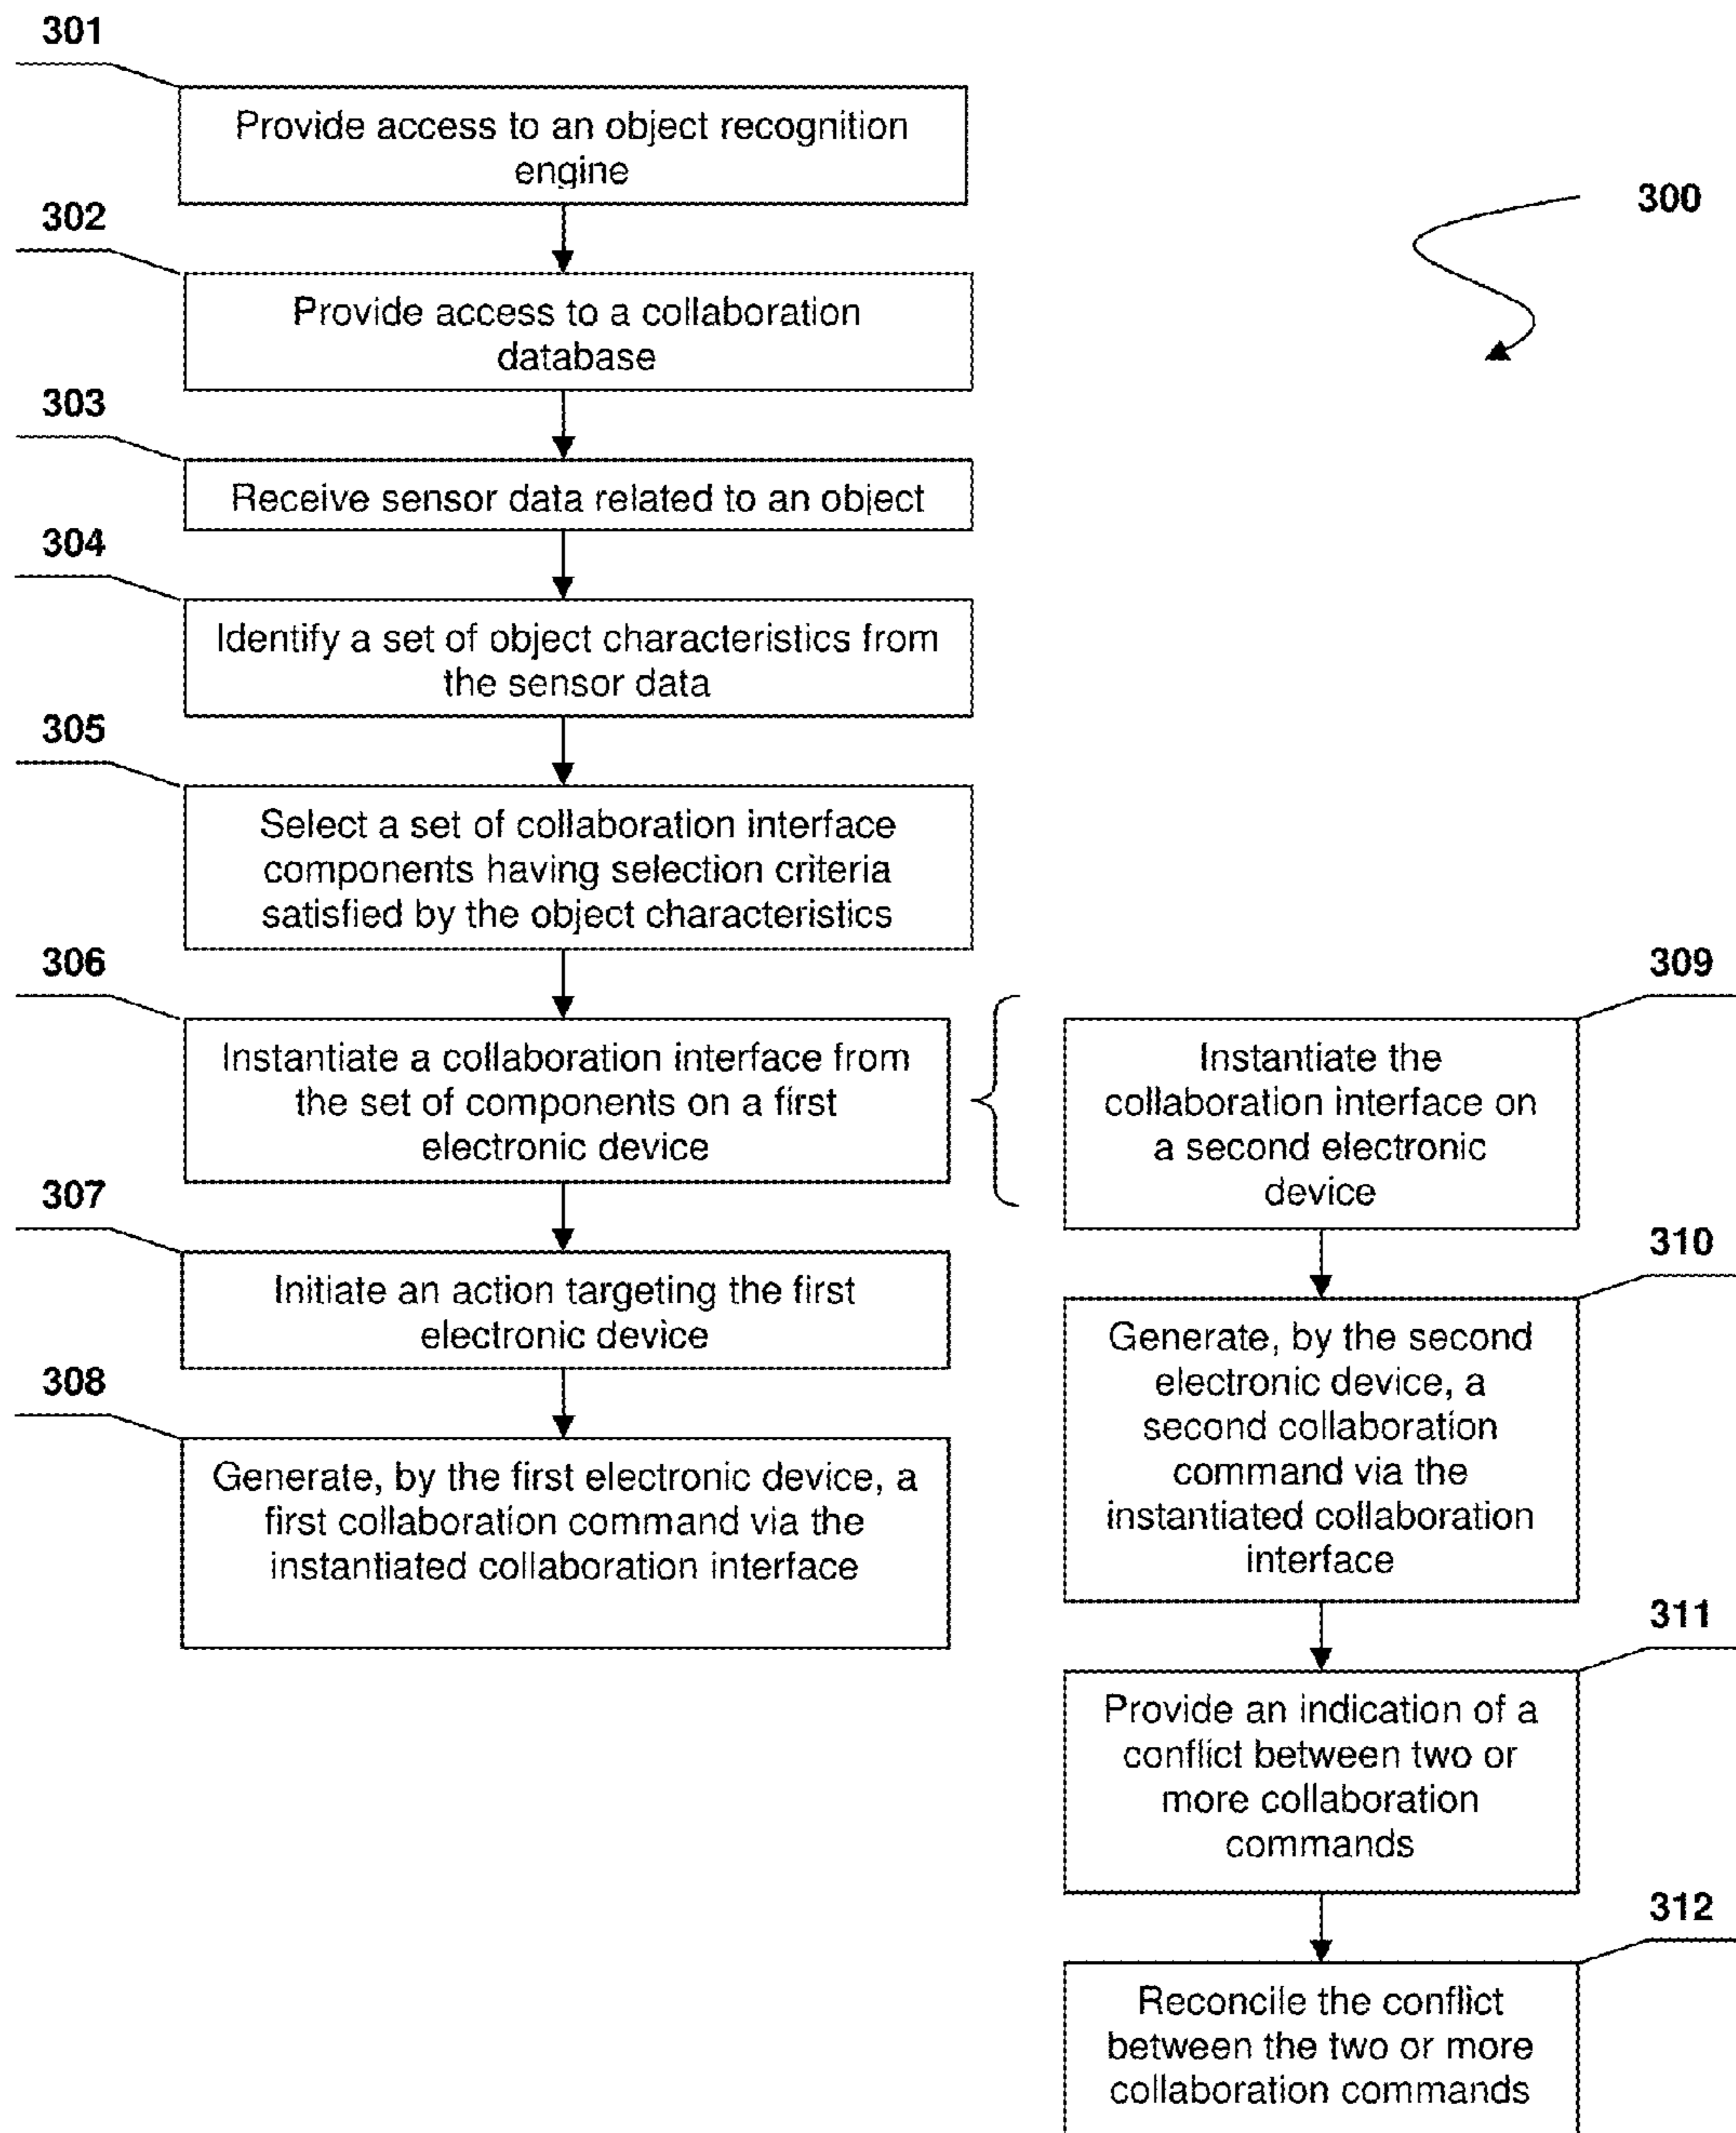 301
Provide access to an object recognition
engine
300
302
Provide access to a collaboration
database
303
Receive sensor data related to an object
304
Identify a set of object characteristics from
the sensor data
305
Select a set of collaboration interface
components having selection criteria
satisfied by the object characteristics
306
Instantiate a collaboration interface from
the set of components on a first
electronic device
307
Initiate an action targeting the first
electronic device
308
Generate, by the first electronic device, a
first collaboration command via the
instantiated collaboration interface
309
Instantiate the
collaboration interface on
a second electronic
device
310
Generate, by the second
electronic device, a
second collaboration
command via the
instantiated collaboration
interface
311
Provide an indication of a
conflict between two or
more collaboration
commands
312
Reconcile the conflict
between the two or more
collaboration commands